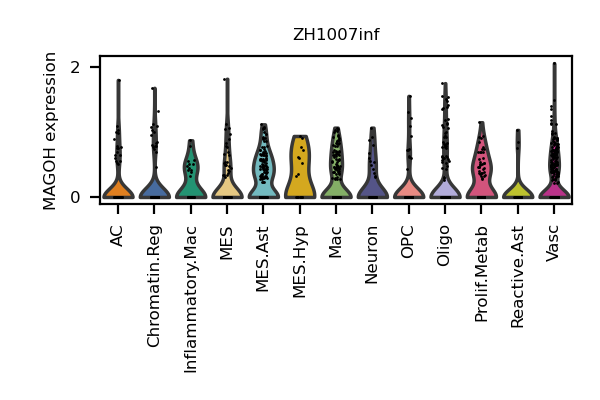 ZH1007inf
MAGOH expression
2
0
AC
Chromatin.Reg
Inflammatory.Mac
MES
MES.Ast
MES.Hyp
Mac
Neuron
OPC
Oligo
Prolif.Metab
Reactive.Ast
Vasc